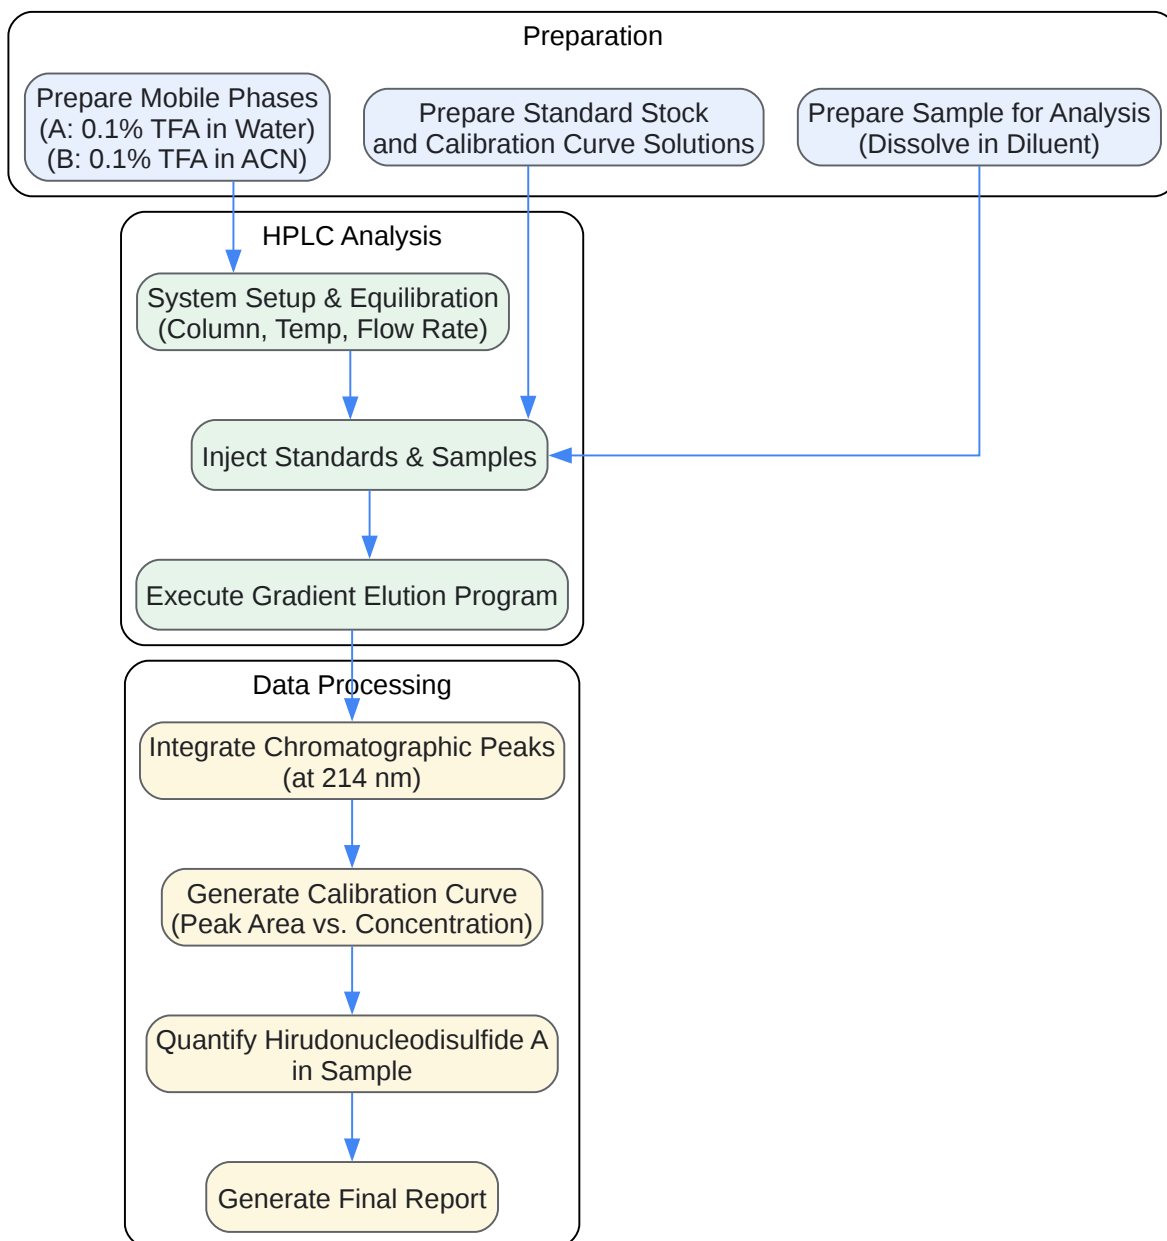 Preparation
Prepare Mobile Phases
(A: 0.1% TFA in Water)
(B: 0.1% TFA in ACN)
Prepare Standard Stock
and Calibration Curve Solutions
Prepare Sample for Analysis
(Dissolve in Diluent)
HPLC Analysis
System Setup & Equilibration
(Column, Temp, Flow Rate)
Inject Standards & Samples
Execute Gradient Elution Program
Data Processing
Integrate Chromatographic Peaks
(at 214 nm)
Generate Calibration Curve
(Peak Area vs. Concentration)
Quantify Hirudonucleodisulfide A
in Sample
Generate Final Report